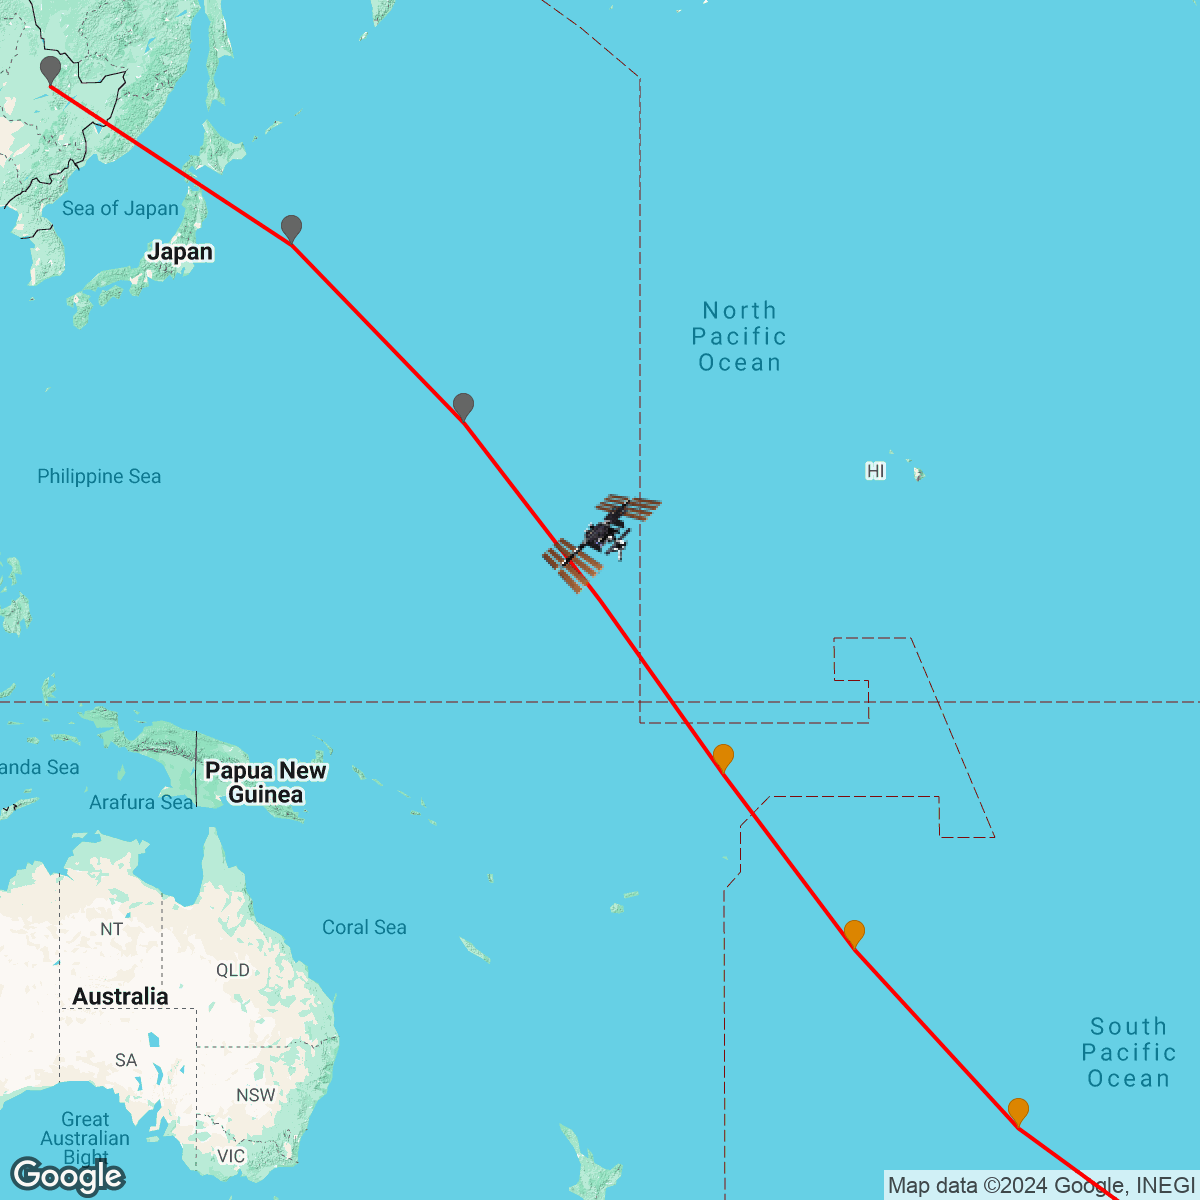 Sea of Japan
Japan
North
Pacific
Ocean
Philippine Sea
HI
anda Sea
Papua New
Guinea
Arafura Sea
NT
Coral Sea
QLD
Australia
SA
NSW
South
Pacific
Ocean
Great
Australian
Bight
VIC
Google
Map data ©2024 Google, INEGI